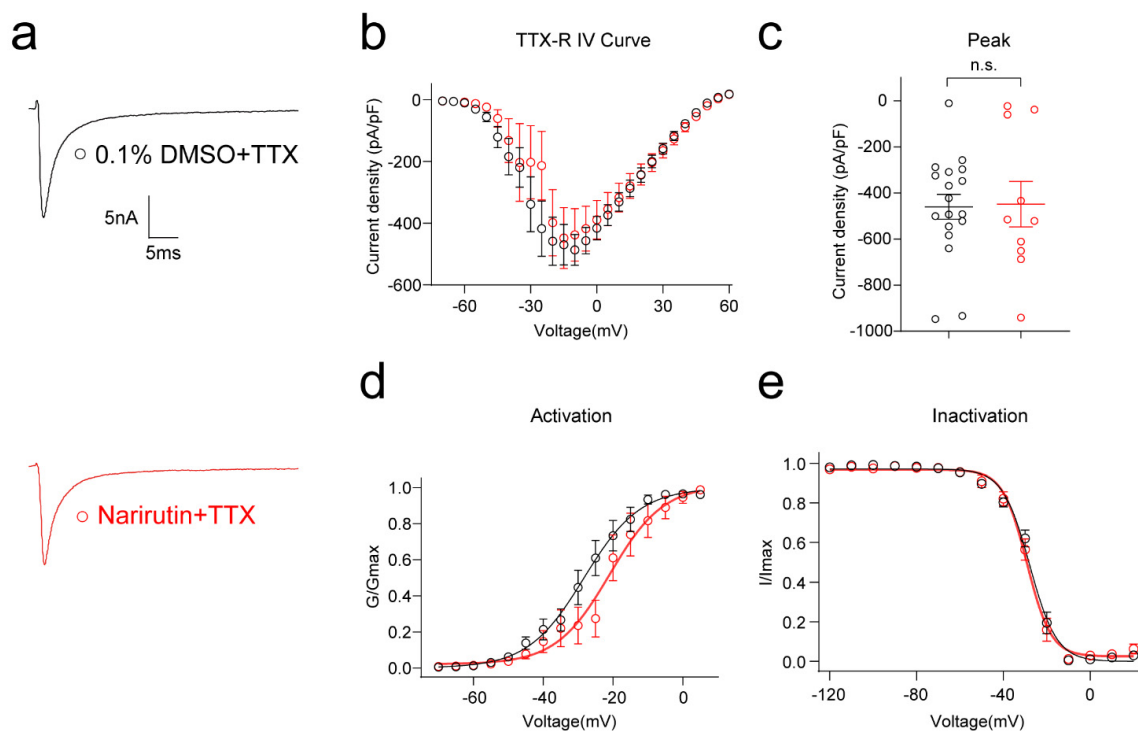 a
0.1% DMSO+TTX
5nA
5ms
Narirutin+TTX
b
TTX-R IV Curve
Current density (pA/pF)
0
-200
-400
-600
-60
-30
0
30
60
Voltage(mV)
c
Peak
n.s.
Current density (pA/pF)
0
-200
-400
-600
-800
-1000
d
Activation
G/Gmax
1.0
0.8
0.6
0.4
0.2
0.0
-60
-40
-20
0
Voltage(mV)
e
Inactivation
I/Imax
1.0
0.8
0.6
0.4
0.2
0.0
-120
-80
-40
0
Voltage(mV)